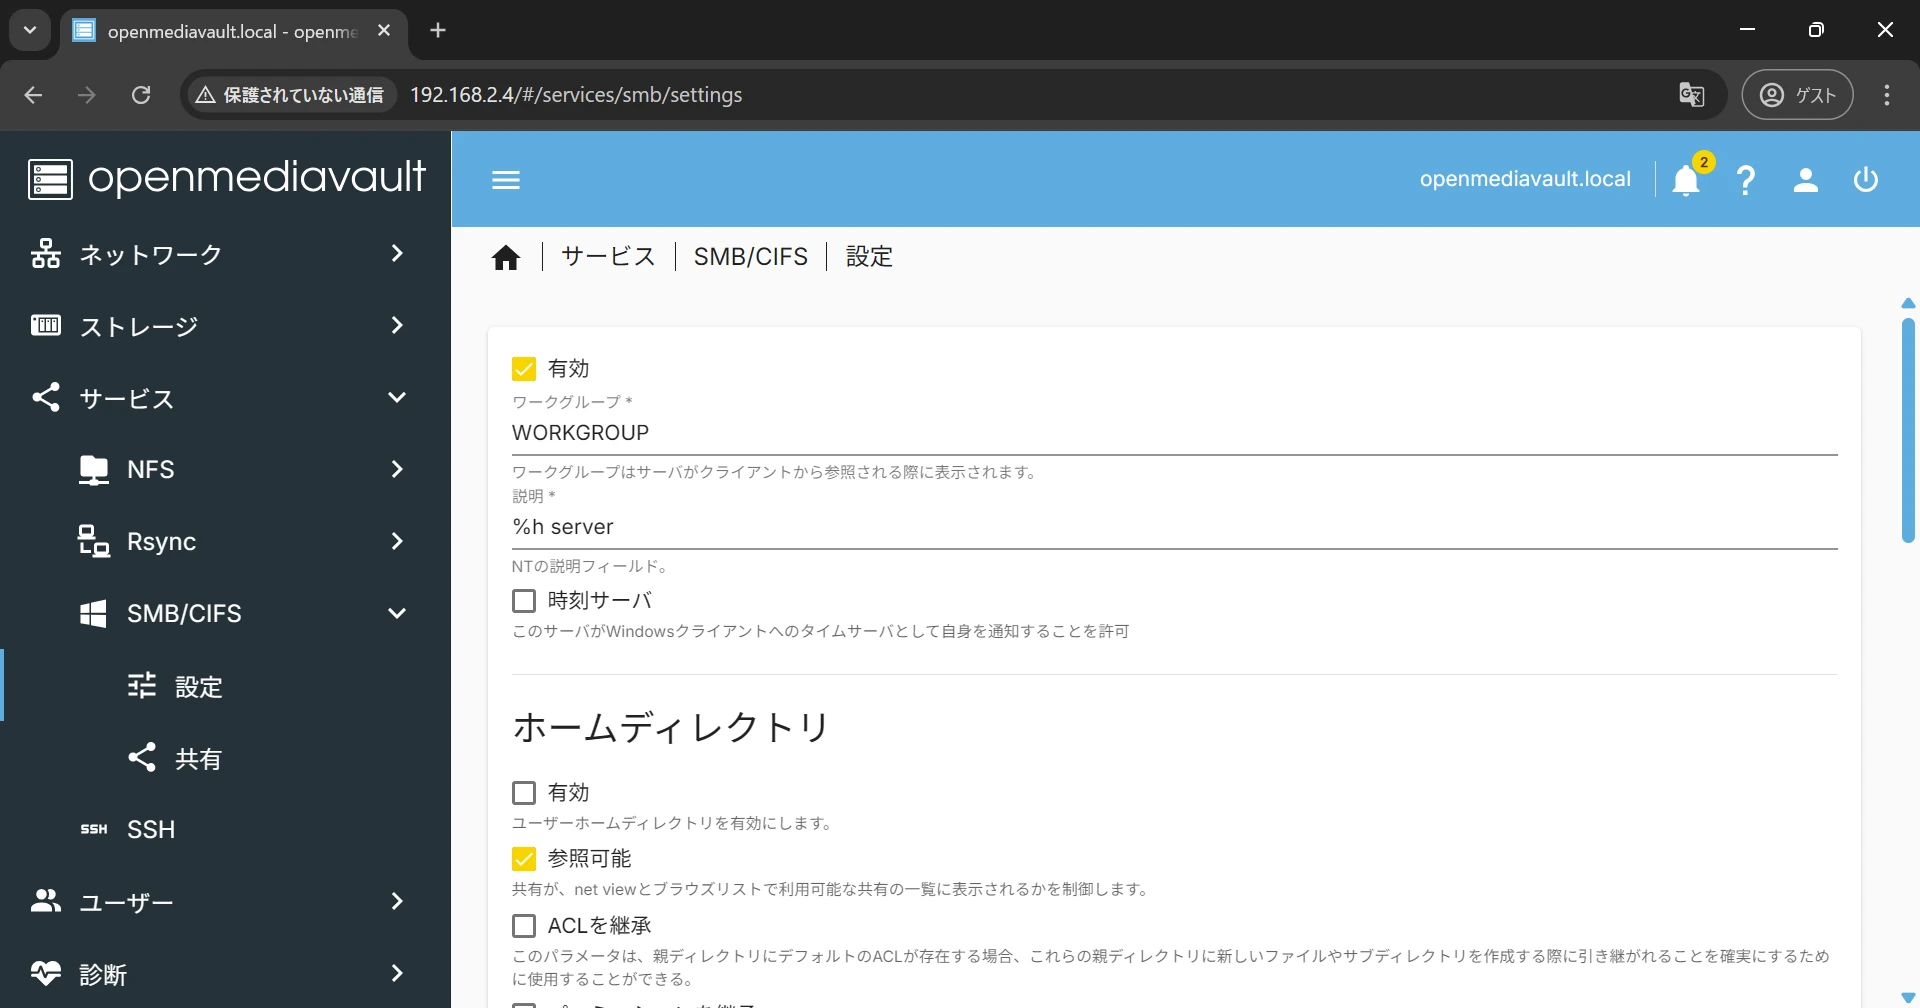 openmediavault.local - openme
保護されていない通信
192.168.2.4/#/services/smb/settings
ゲスト
openmediavault
openmediavault.local
2
ネットワーク
ストレージ
サービス
NFS
Rsync
SMB/CIFS
設定
共有
SSH SSH
ユーザー
診断
サービス
SMB/CIFS
設定
有効
ワークグループ *
WORKGROUP
ワークグループはサーバがクライアントから参照される際に表示されます。
説明 *
%h server
NTの説明フィールド。
時刻サーバ
このサーバがWindowsクライアントへのタイムサーバとして自身を通知することを許可
ホームディレクトリ
有効
ユーザーホームディレクトリを有効にします。
参照可能
共有が、net viewとブラウズリストで利用可能な共有の一覧に表示されるかを制御します。
ACLを継承
このパラメータは、親ディレクトリにデフォルトのACLが存在する場合、これらの親ディレクトリに新しいファイルやサブディレクトリを作成する際に引き継がれることを確実にするため
に使用することができる。